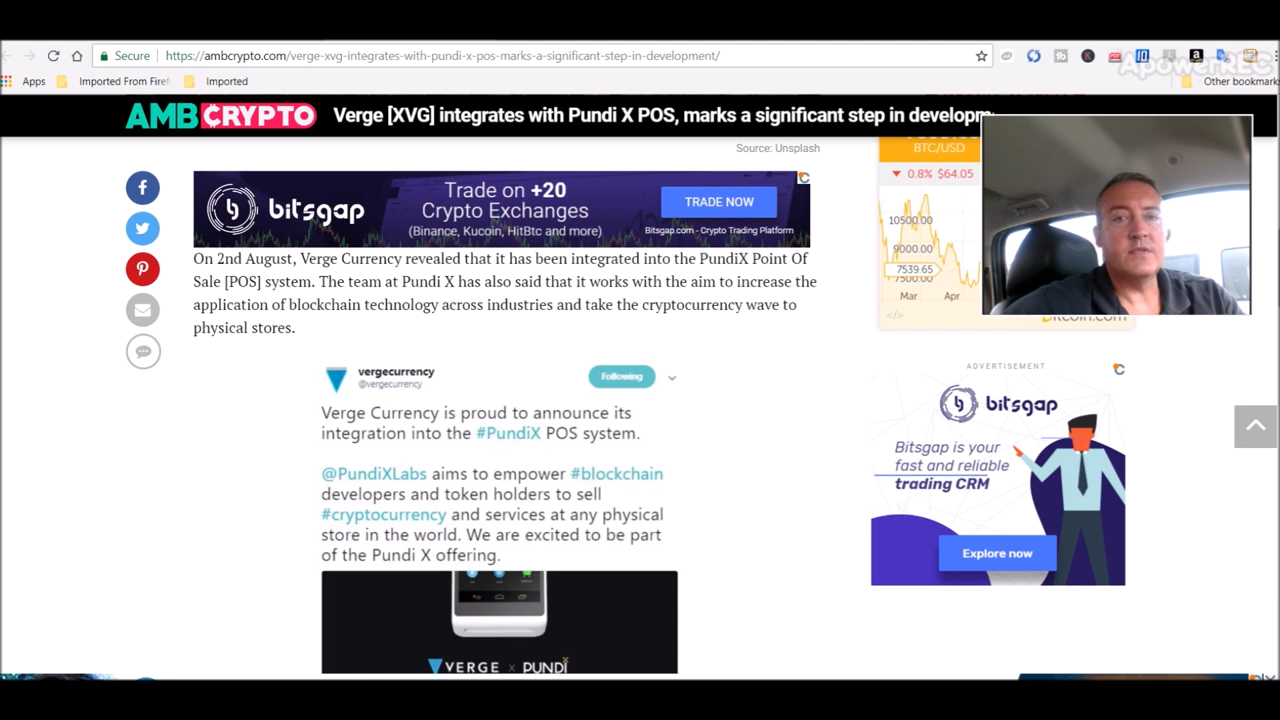 Secure
https://ambcrypto.com/verge-xvg-integrates-with-pundi-x-pos-marks-a-significant-step-in-development/
ApowerREC
Apps
Imported From Firef
Imported
Other bookmarks
AMBCRYPTO
Verge [XVG] integrates with Pundi X POS, marks a significant step in developm
Source: Unsplash
bitsgap
Trade on +20
Crypto Exchanges
(Binance, Kucoin, HitBtc and more)
TRADE NOW
Bitsgap.com - Crypto Trading Platform
BTC/USD
0.8% $64.05
10500.00
9000.00
7539.65
7500.00
Mar Apr
On 2nd August, Verge Currency revealed that it has been integrated into the PundiX Point Of
Sale [POS] system. The team at Pundi X has also said that it works with the aim to increase the
application of blockchain technology across industries and take the cryptocurrency wave to
physical stores.
vergecurrency
@vergecurrency
Following
Verge Currency is proud to announce its
integration into the #PundiX POS system.
@PundiXLabs aims to empower #blockchain
developers and token holders to sell
#cryptocurrency and services at any physical
store in the world. We are excited to be part
of the Pundi X offering.
VERGE x PUNDI X
ADVERTISEMENT
bitsgap
Bitsgap is your
fast and reliable
trading CRM
Explore now